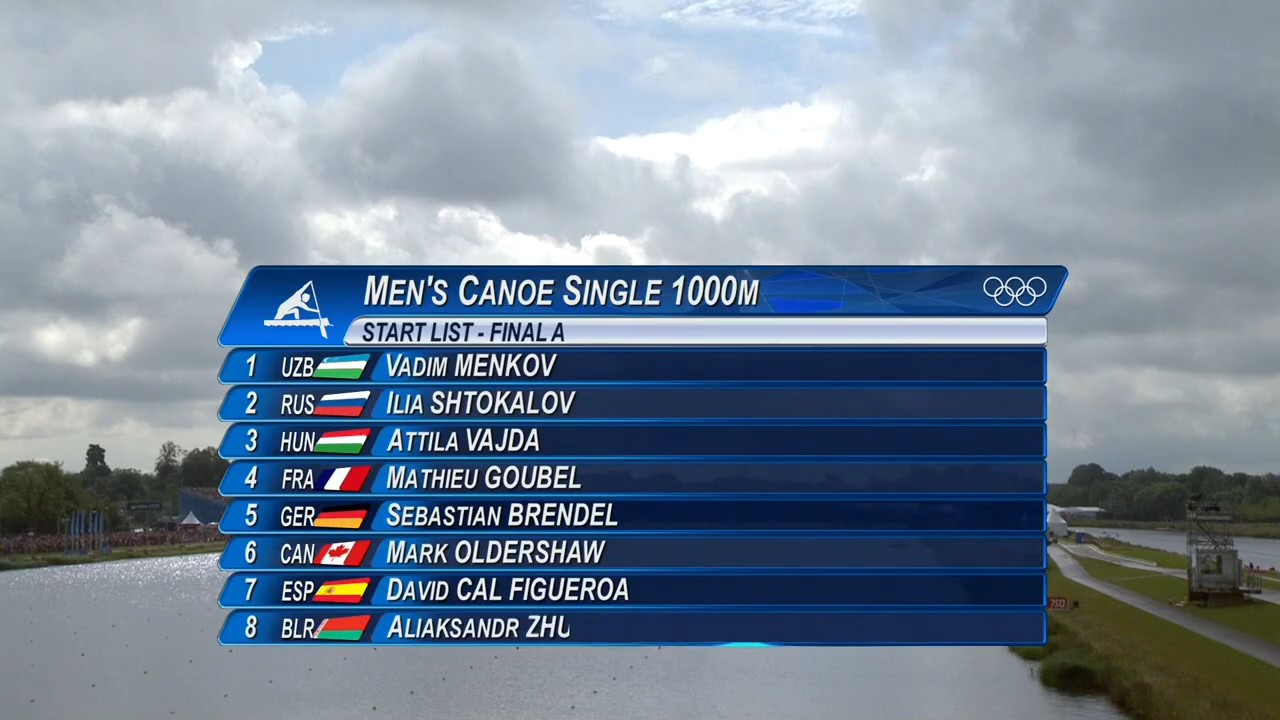 MEN'S CANOE SINGLE 1000M
START LIST - FINAL A
1 UZB VADIM MENKOV
2 RUS ILIA SHTOKALOV
3 HUN ATTILA VAJDA
4 FRA MATHIEU GOUBEL
5 GER SEBASTIAN BRENDEL
6 CAN MARK OLDERSHAW
7 ESP DAVID CAL FIGUEROA
8 BLR ALIAKSANDR
750